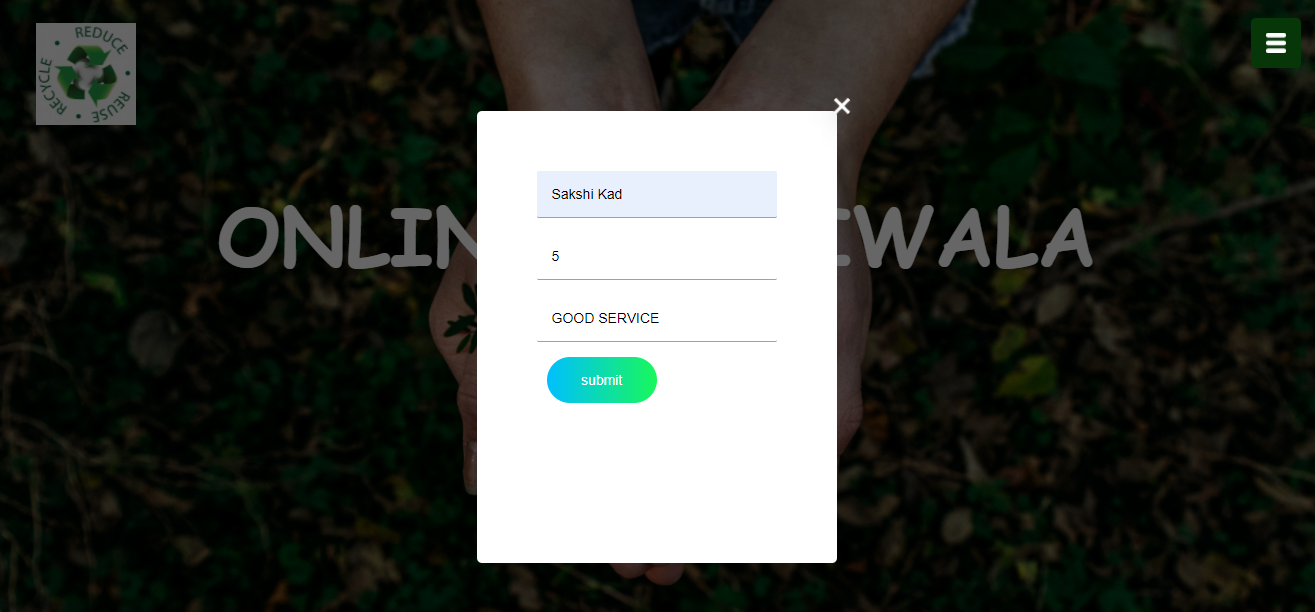 REDUCE
REUSE
RECYCLE
ONLIN EWALA
Sakshi Kad
5
GOOD SERVICE
submit